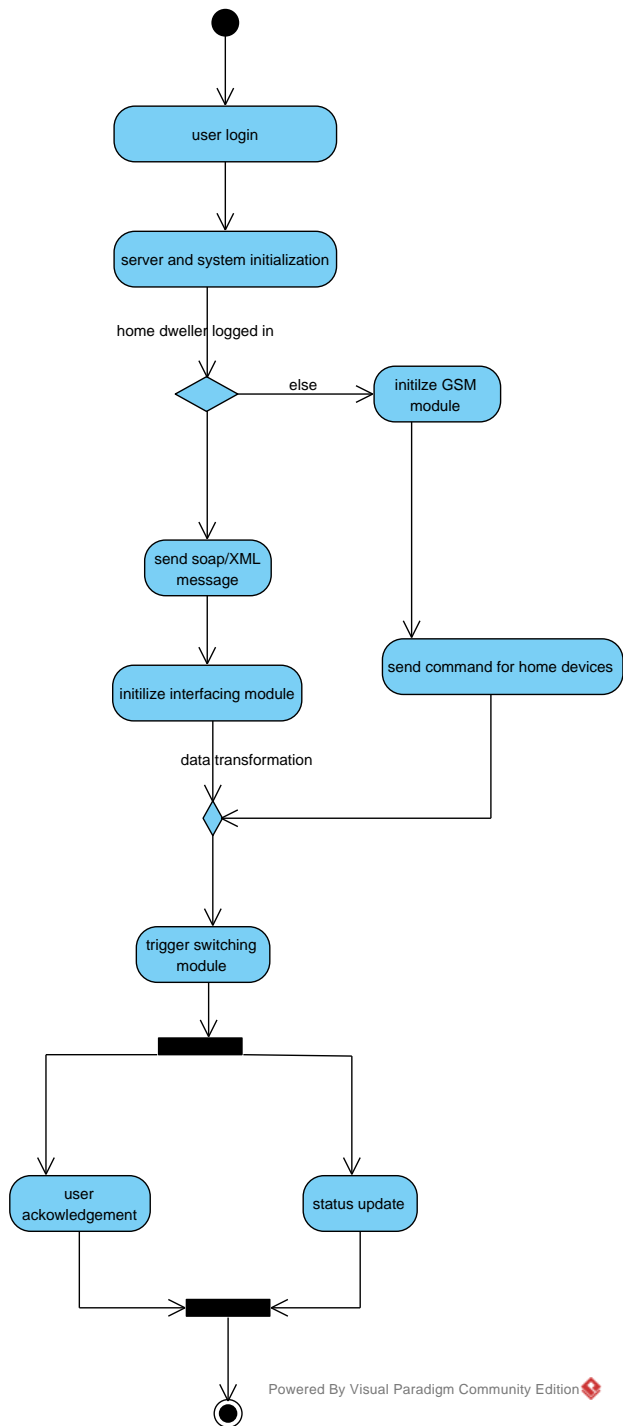 user login
server and system initialization
home dweller logged in
else
initilze GSM
module
send soap/XML
message
send command for home devices
initilize interfacing module
data transformation
trigger switching
module
user
ackowledgement
status update
Powered By Visual Paradigm Community Edition